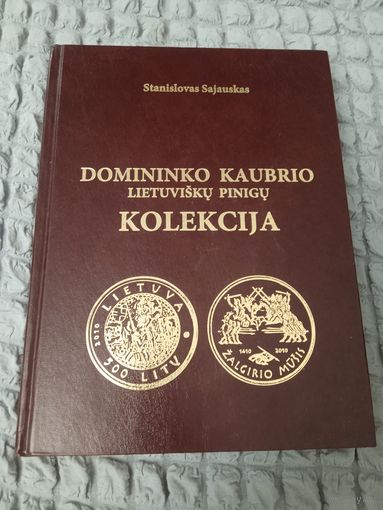 Stanislovas Sajauskas
DOMININKO KAUBRIO
LIETUVIŠKŲ PINIGŲ
KOLEKCIJA
LIETUVA
2010
500 LITŲ
1410 2010
ŽALGIRIO MŪŠIS